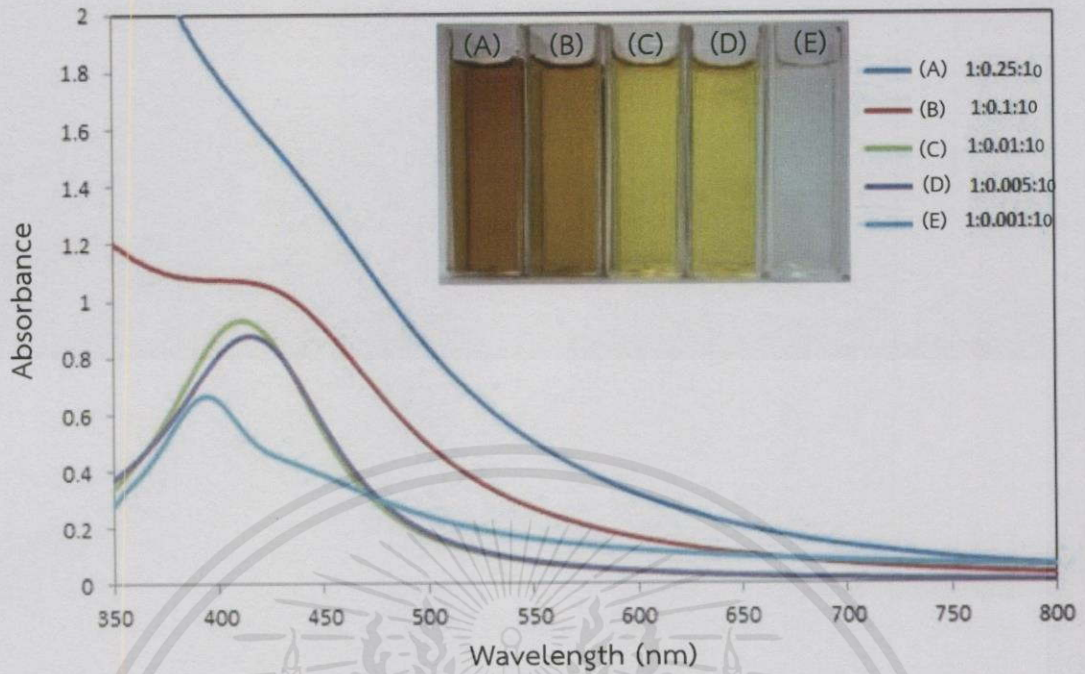 2
1.8
1.6
1.4
1.2
1
0.8
0.6
0.4
0.2
0
Absorbance
350 400 450 500 550 600 650 700 750 800
Wavelength (nm)
(A) (B) (C) (D) (E)
(A) 1:0.25:10
(B) 1:0.1:10
(C) 1:0.01:10
(D) 1:0.005:10
(E) 1:0.001:10